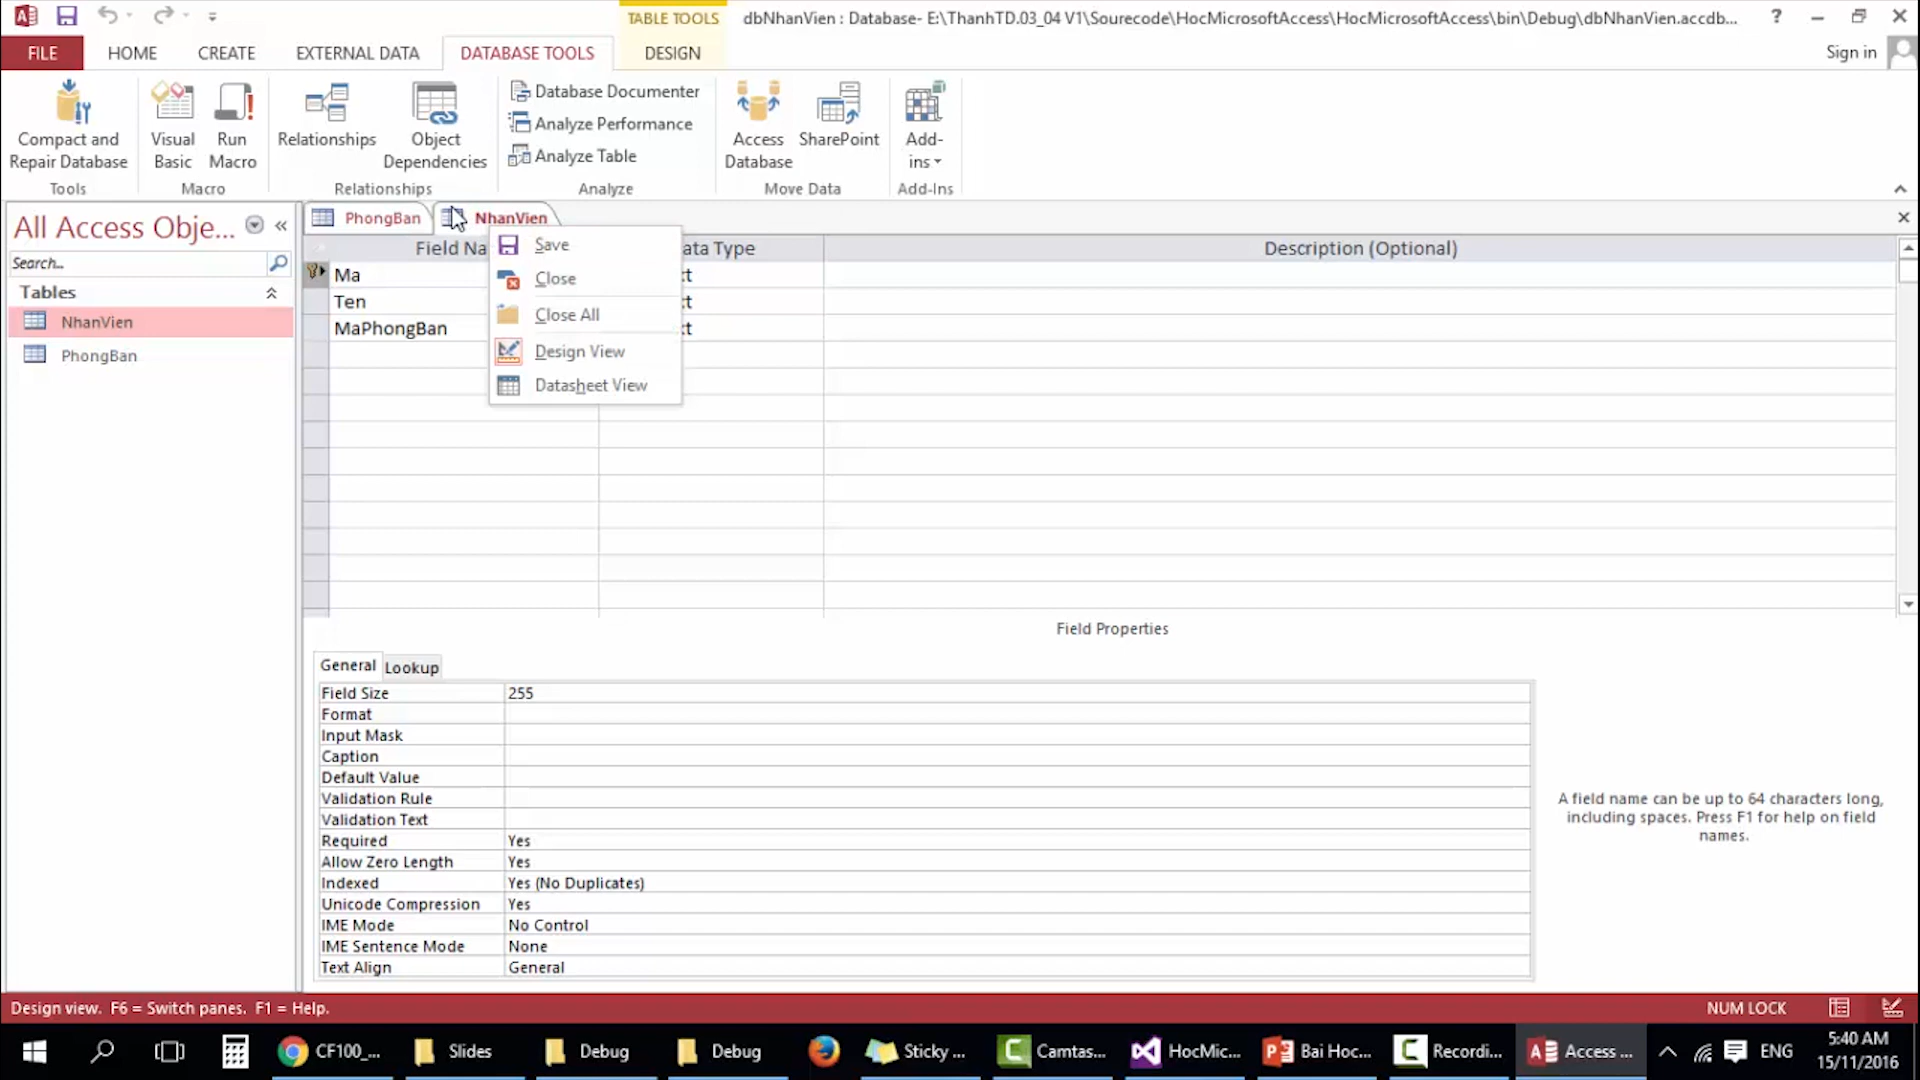 TABLE TOOLS
dbNhanVien : Database- E:\ThanhTD.03_04 V1\Sourecode\HocMicrosoftAccess\HocMicrosoftAccess\bin\Debug\dbNhanVien.accdb...
?
FILE
HOME
CREATE
EXTERNAL DATA
DATABASE TOOLS
DESIGN
Sign in
Compact and
Repair Database
Visual
Basic
Run
Macro
Relationships
Object
Dependencies
Database Documenter
Analyze Performance
Analyze Table
Access
Database
SharePoint
Add-
ins
Tools
Macro
Relationships
Analyze
Move Data
Add-Ins
All Access Obje...
Search...
Tables
NhanVien
PhongBan
PhongBan
NhanVien
Field Na
ata Type
Description (Optional)
Ma
xt
Ten
xt
MaPhongBan
xt
Save
Close
Close All
Design View
Datasheet View
Field Properties
General
Lookup
Field Size
255
Format
Input Mask
Caption
Default Value
Validation Rule
Validation Text
Required
Yes
Allow Zero Length
Yes
Indexed
Yes (No Duplicates)
Unicode Compression
Yes
IME Mode
No Control
IME Sentence Mode
None
Text Align
General
A field name can be up to 64 characters long,
including spaces. Press F1 for help on field
names.
Design view. F6 = Switch panes. F1 = Help.
NUM LOCK
CF100_...
Slides
Debug
Debug
Sticky ...
Camtas...
HocMic...
Bai Hoc...
Recordi...
Access ...
ENG
5:40 AM
15/11/2016